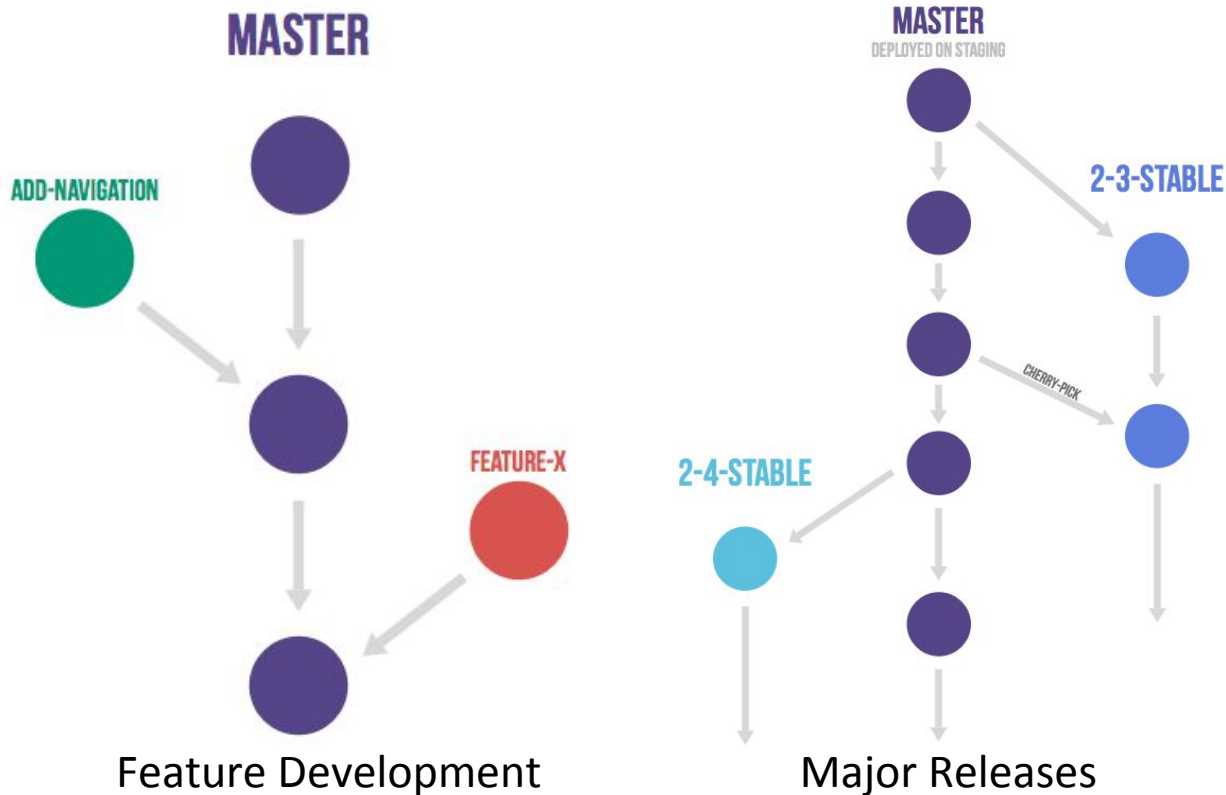 MASTER
ADD-NAVIGATION
FEATURE-X
Feature Development
MASTER
DEPLOYED ON STAGING
2-3-STABLE
CHERRY-PICK
2-4-STABLE
Major Releases